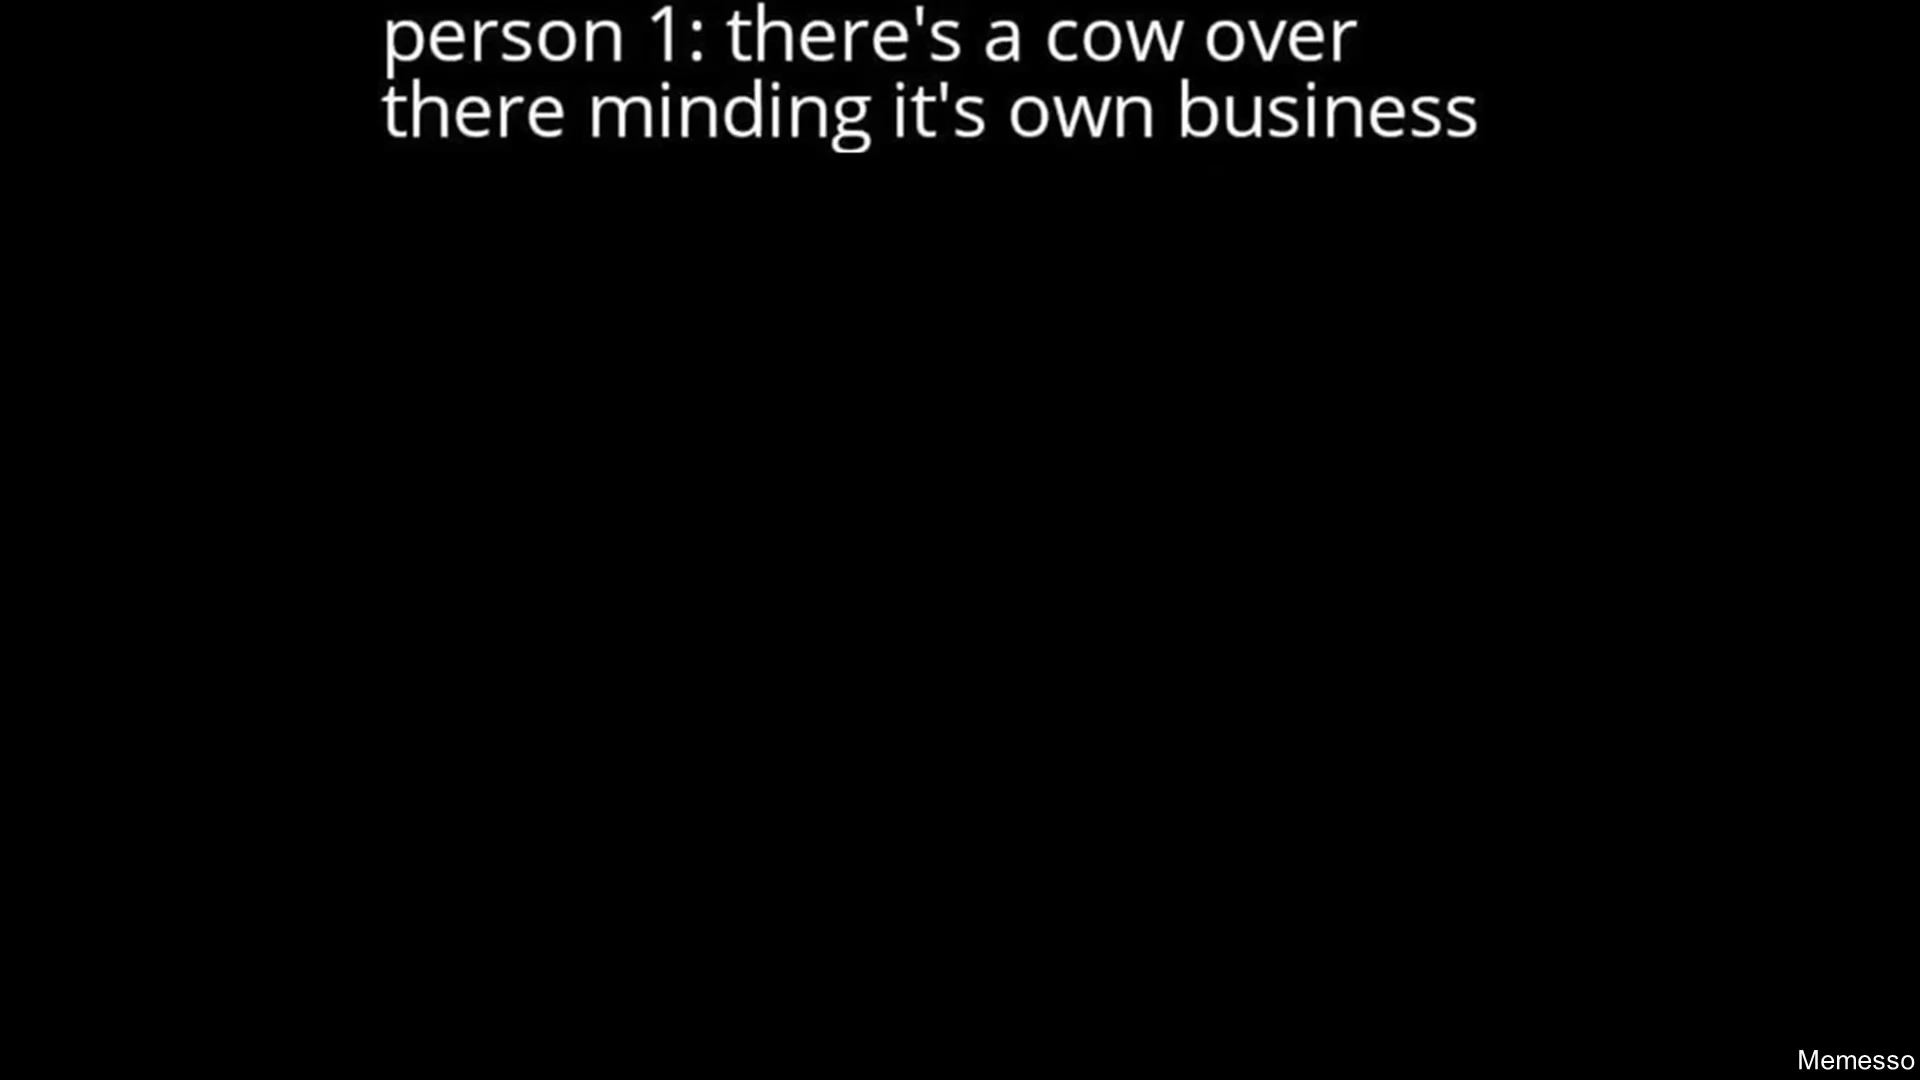 person 1: there's a cow over
there minding it's own business
Memesso